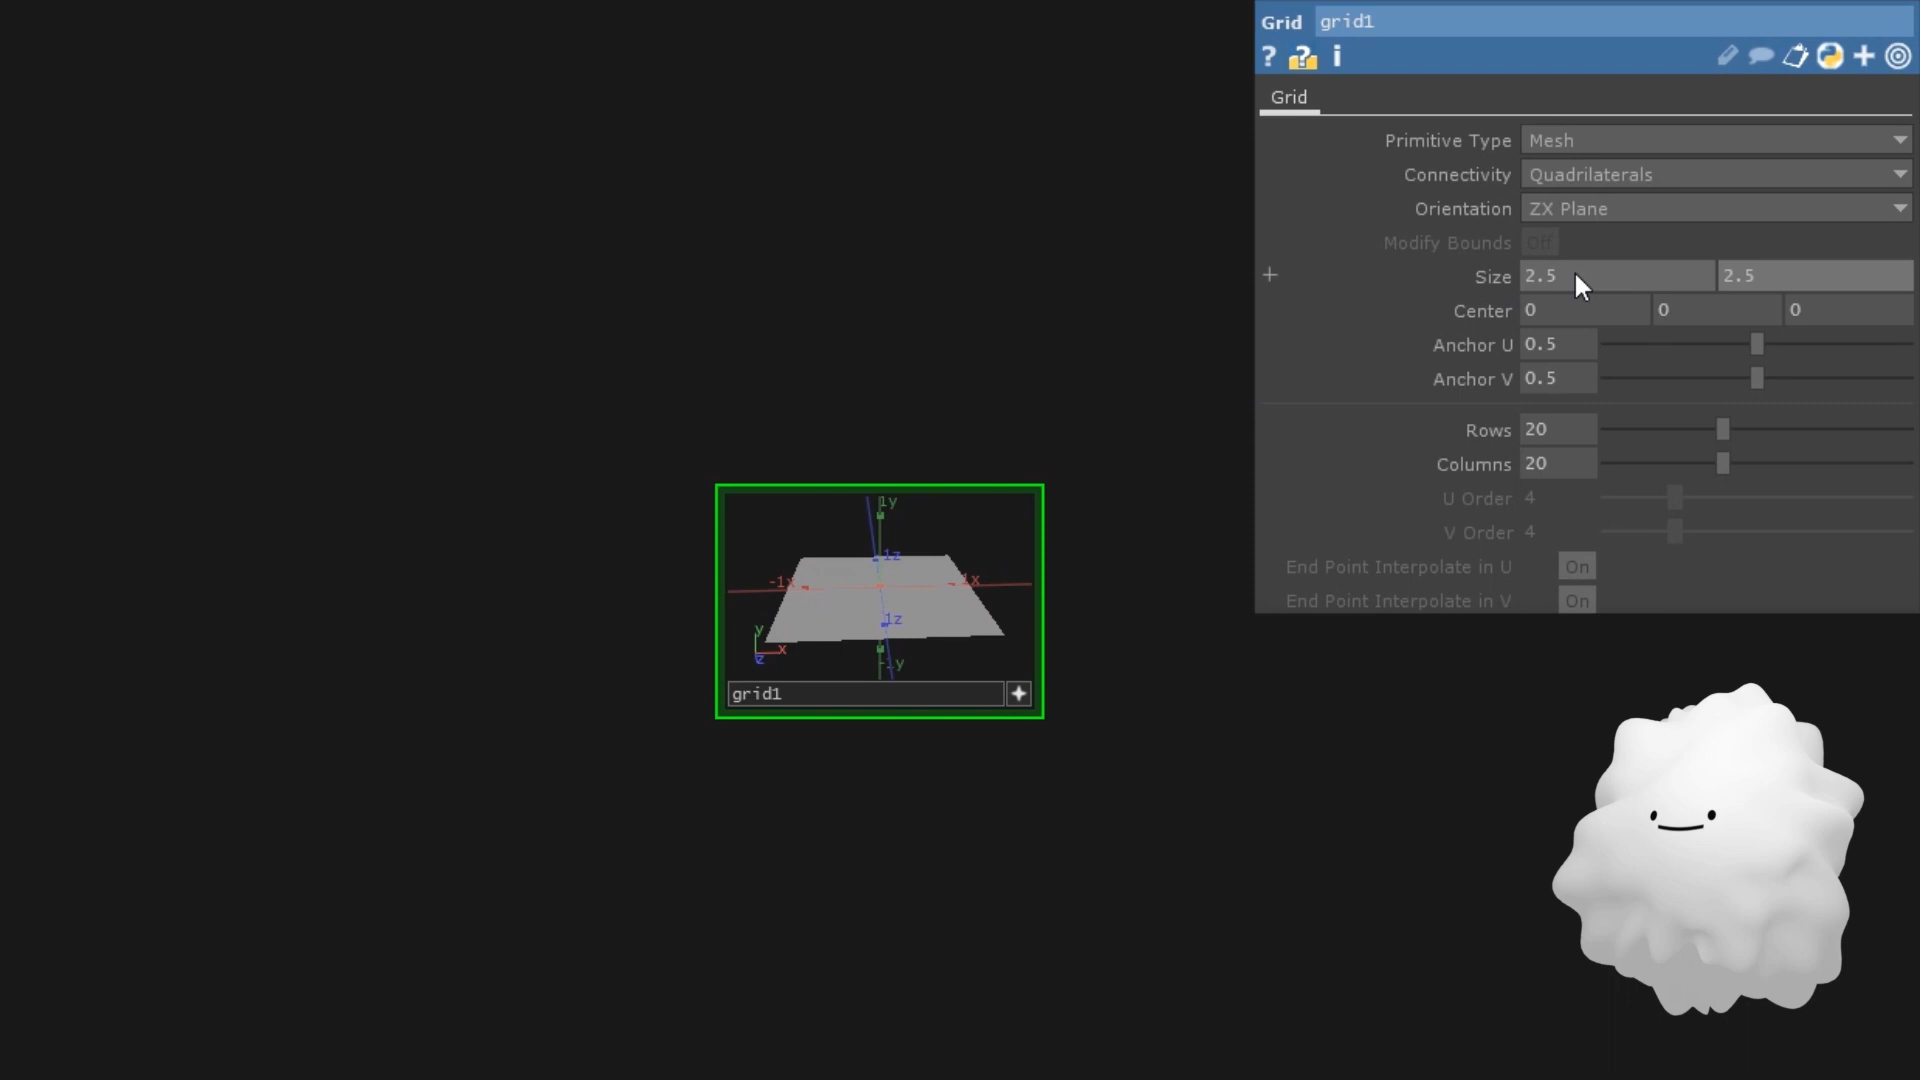 Grid grid1
? ? i
Grid
Primitive Type Mesh
Connectivity Quadrilaterals
Orientation ZX Plane
Modify Bounds Off
Size 2.5 2.5
Center 0 0 0
Anchor U 0.5
Anchor V 0.5
Rows 20
Columns 20
U Order 4
V Order 4
End Point Interpolate in U On
End Point Interpolate in V On
1y
1z
-1x 1x
1z
y
x
z
-1y
grid1